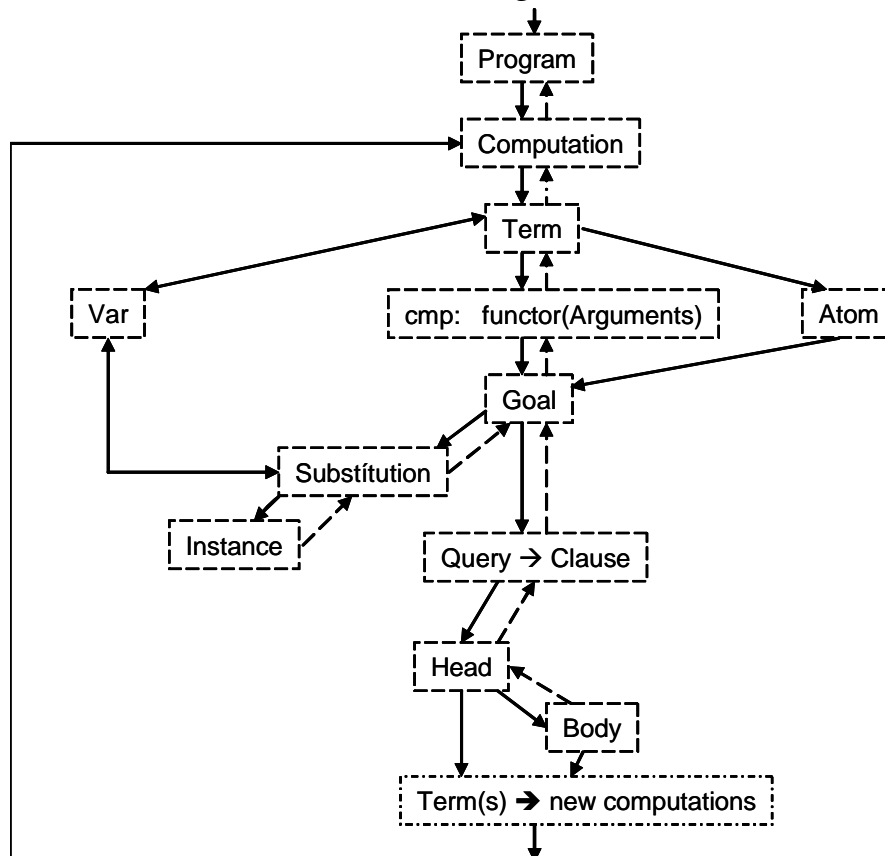 Program
Computation
Term
Var
cmp: functor(Arguments)
Atom
Goal
Substítution
Instance
Query → Clause
Head
Body
Term(s) → new computations